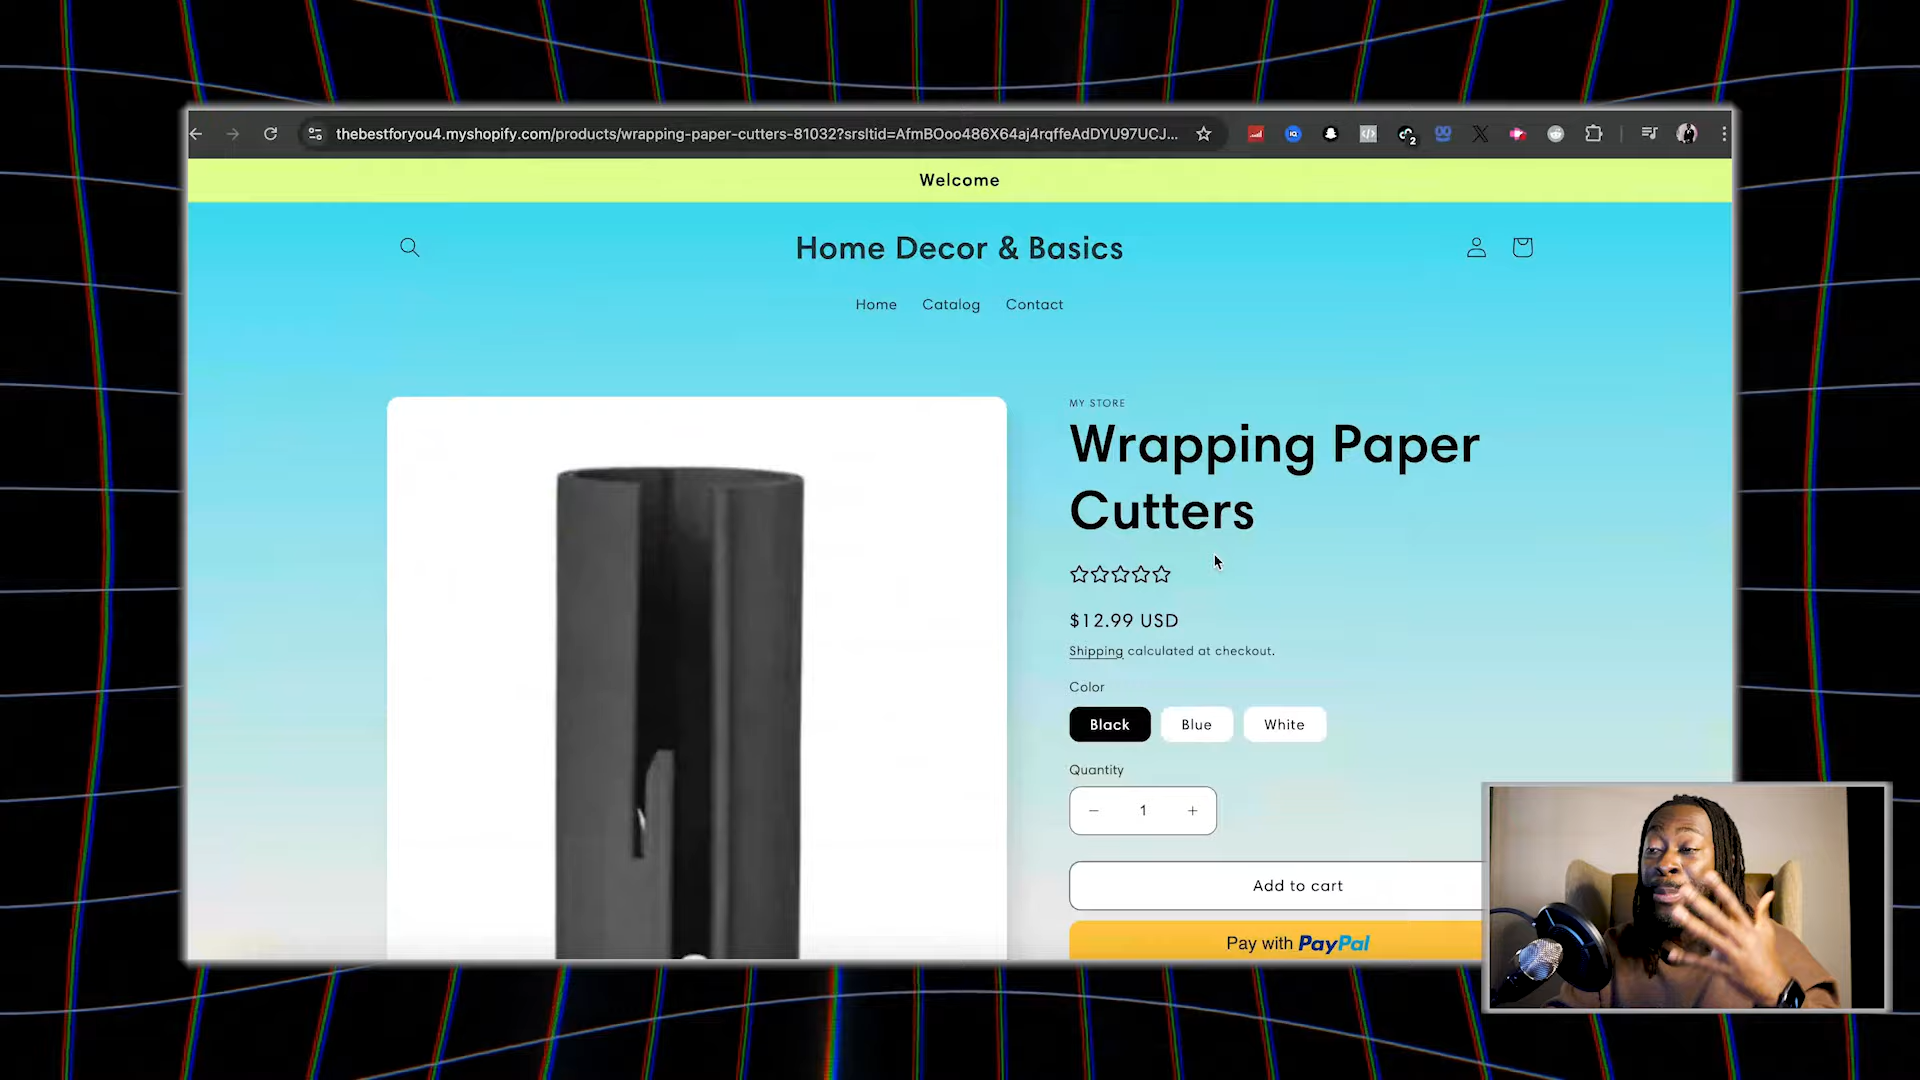 thebestforyou4.myshopify.com/products/wrapping-paper-cutters-81032?srsltid=AfmBOoo486X64aj4rqffeAdDYU97UCJ...
2
Welcome
Home Decor & Basics
Home Catalog Contact
MY STORE
Wrapping Paper
Cutters
$12.99 USD
Shipping calculated at checkout.
Color
Black Blue White
Quantity
− 1 +
Add to cart
Pay with PayPal